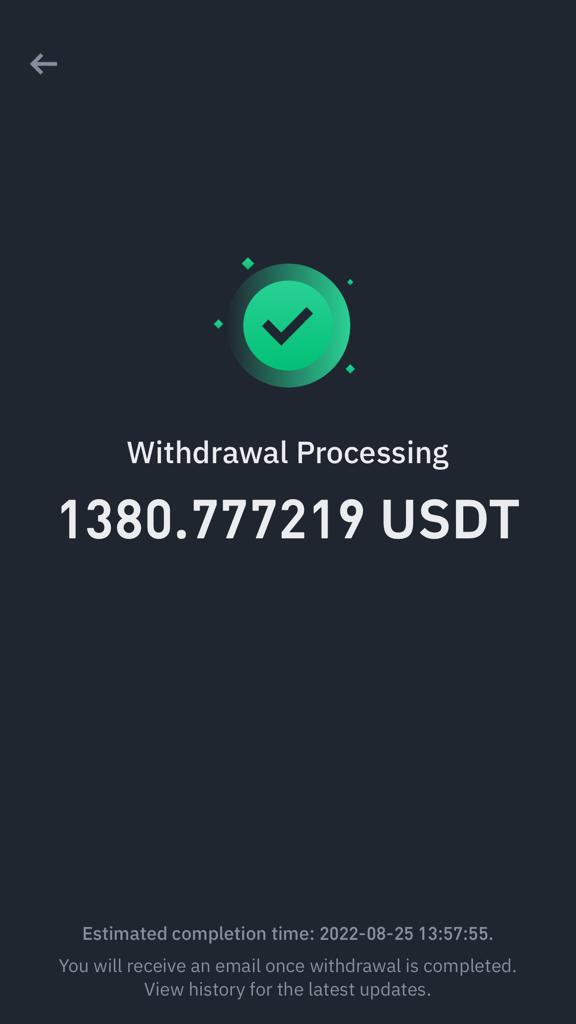 Withdrawal Processing
1380.777219 USDT
Estimated completion time: 2022-08-25 13:57:55.
You will receive an email once withdrawal is completed.
View history for the latest updates.